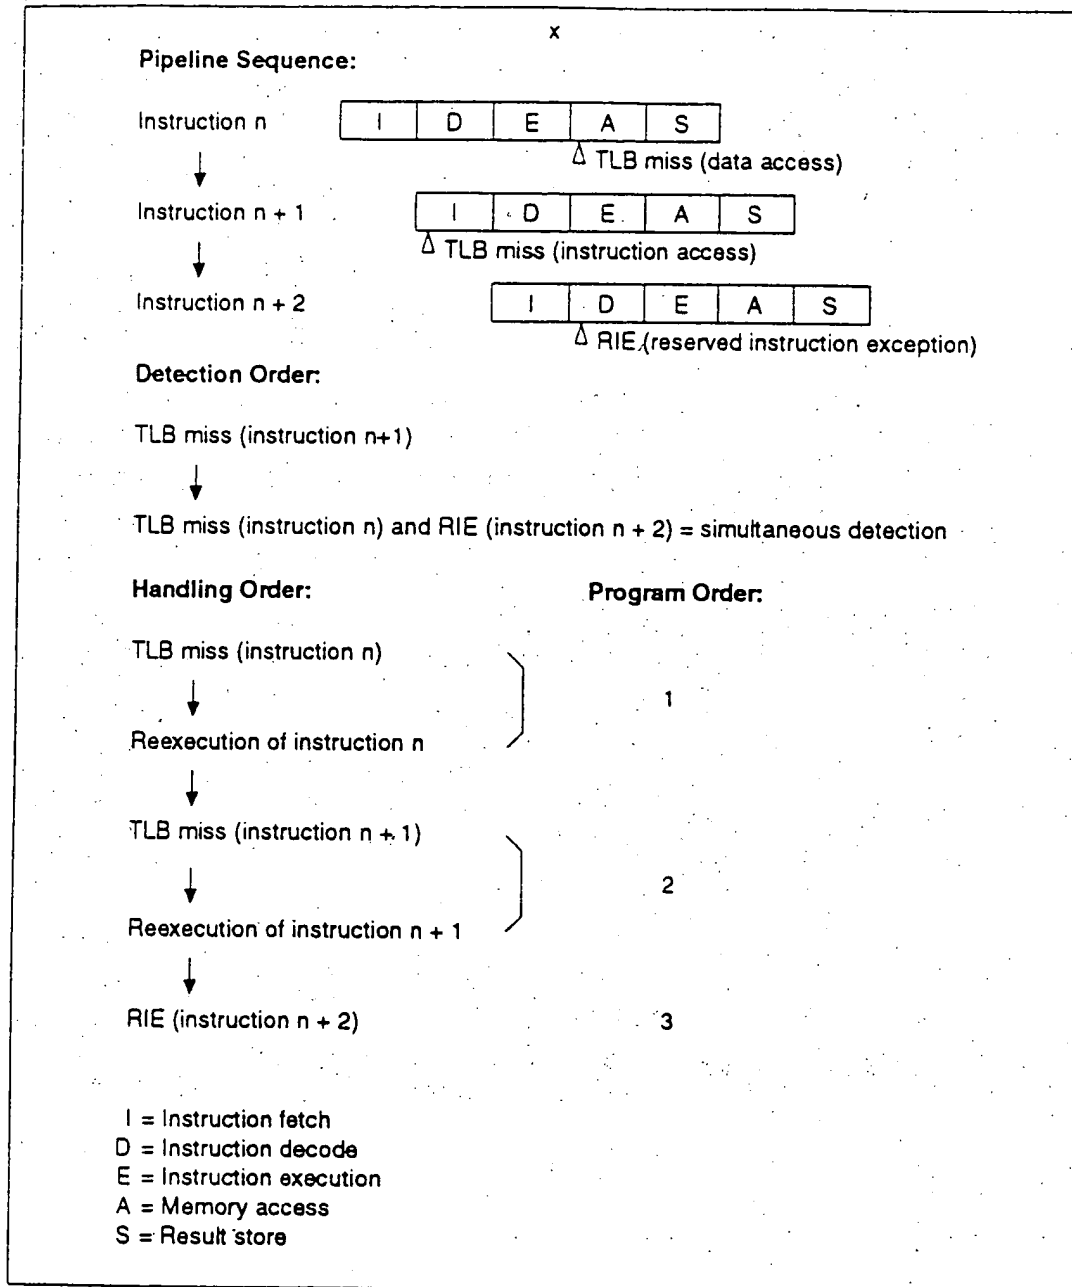 x
Pipeline Sequence:
Instruction n I D E A S
TLB miss (data access)
Instruction n + 1 I D E A S
TLB miss (instruction access)
Instruction n + 2 I D E A S
RIE (reserved instruction exception)
Detection Order:
TLB miss (instruction n+1)
TLB miss (instruction n) and RIE (instruction n + 2) = simultaneous detection
Handling Order: Program Order:
TLB miss (instruction n)
1
Reexecution of instruction n
TLB miss (instruction n + 1)
2
Reexecution of instruction n + 1
RIE (instruction n + 2) 3
I = Instruction fetch
D = Instruction decode
E = Instruction execution
A = Memory access
S = Result store